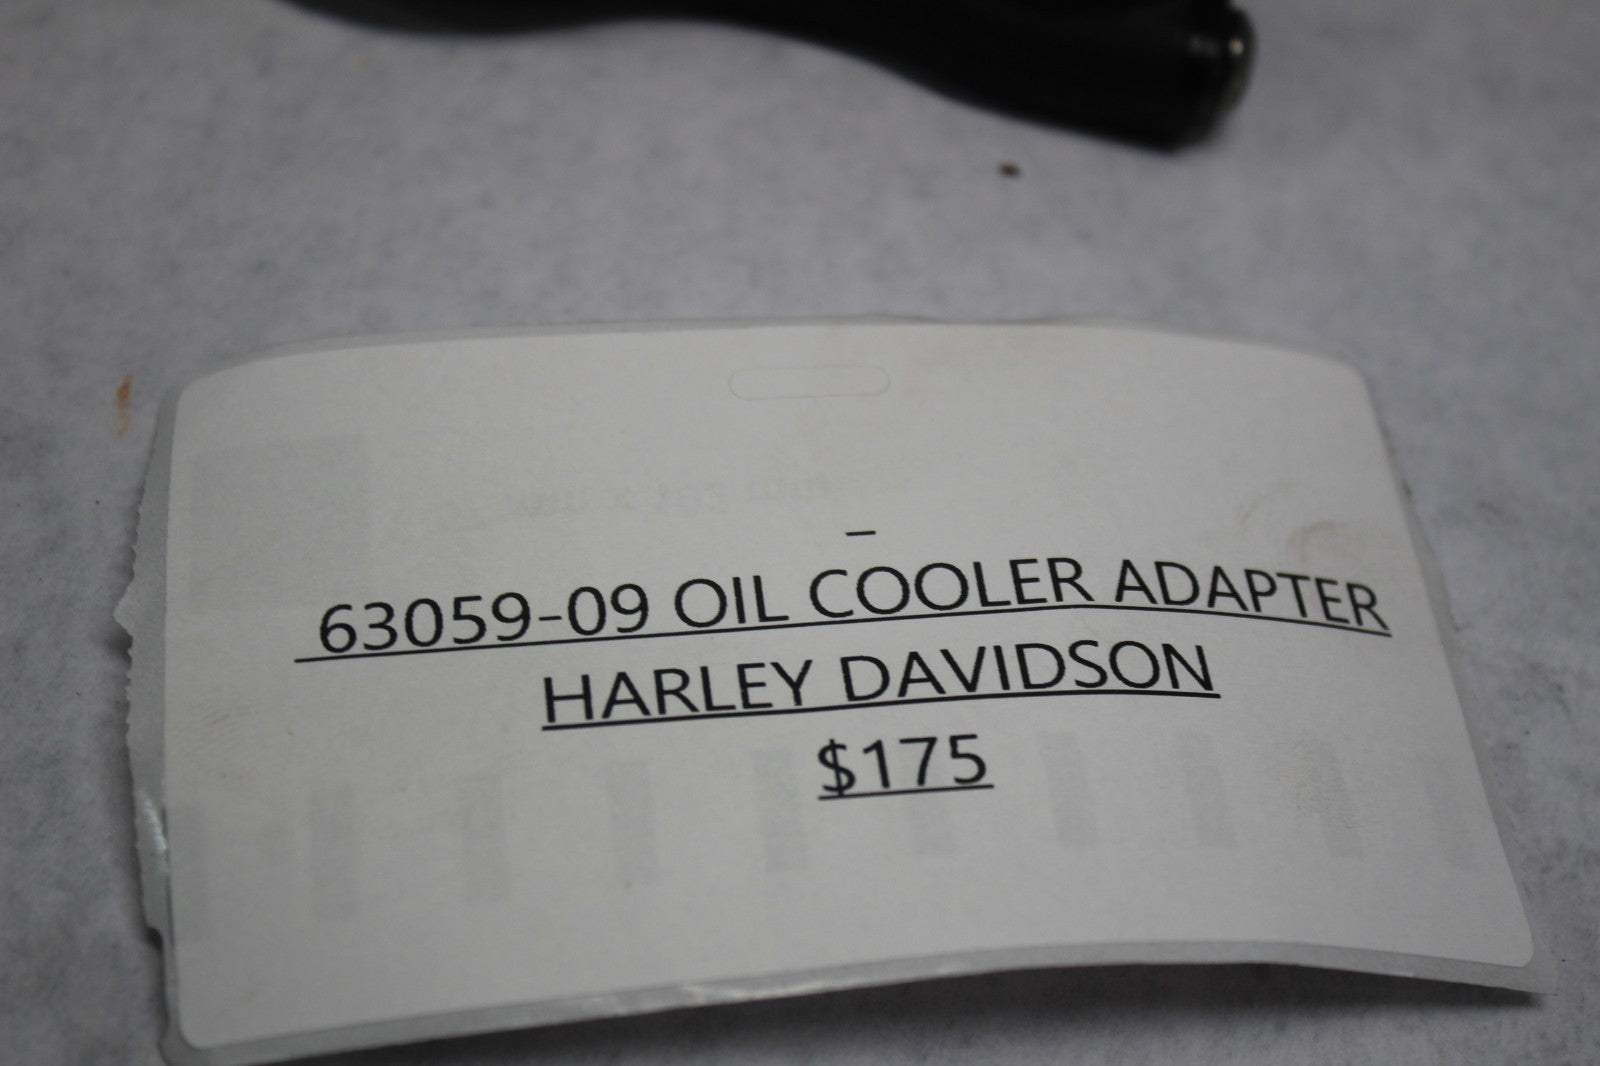 –
63059-09 OIL COOLER ADAPTER
HARLEY DAVIDSON
$175